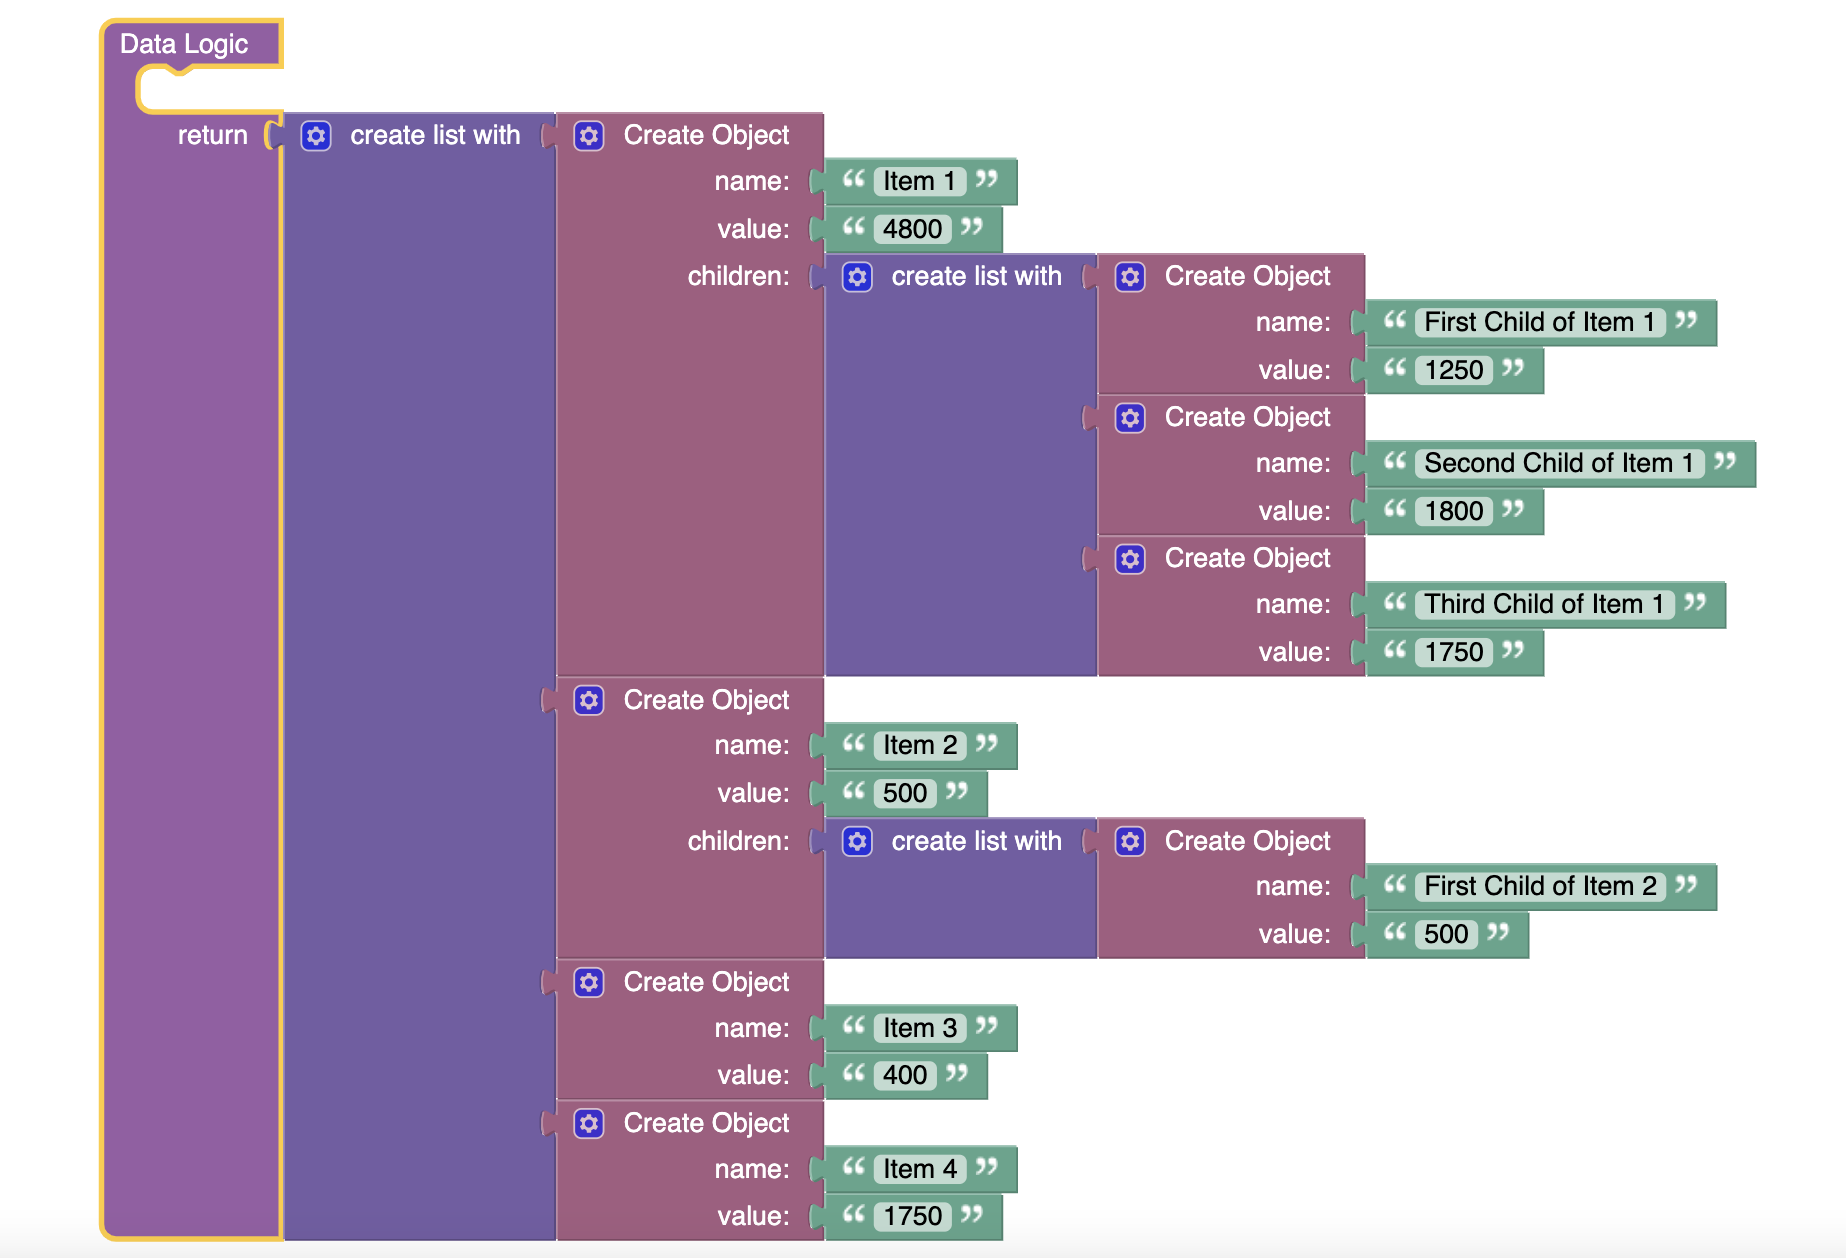 Data Logic
return create list with Create Object
name: “ Item 1 ”
value: “ 4800 ”
children: create list with Create Object
name: “ First Child of Item 1 ”
value: “ 1250 ”
Create Object
name: “ Second Child of Item 1 ”
value: “ 1800 ”
Create Object
name: “ Third Child of Item 1 ”
value: “ 1750 ”
Create Object
name: “ Item 2 ”
value: “ 500 ”
children: create list with Create Object
name: “ First Child of Item 2 ”
value: “ 500 ”
Create Object
name: “ Item 3 ”
value: “ 400 ”
Create Object
name: “ Item 4 ”
value: “ 1750 ”